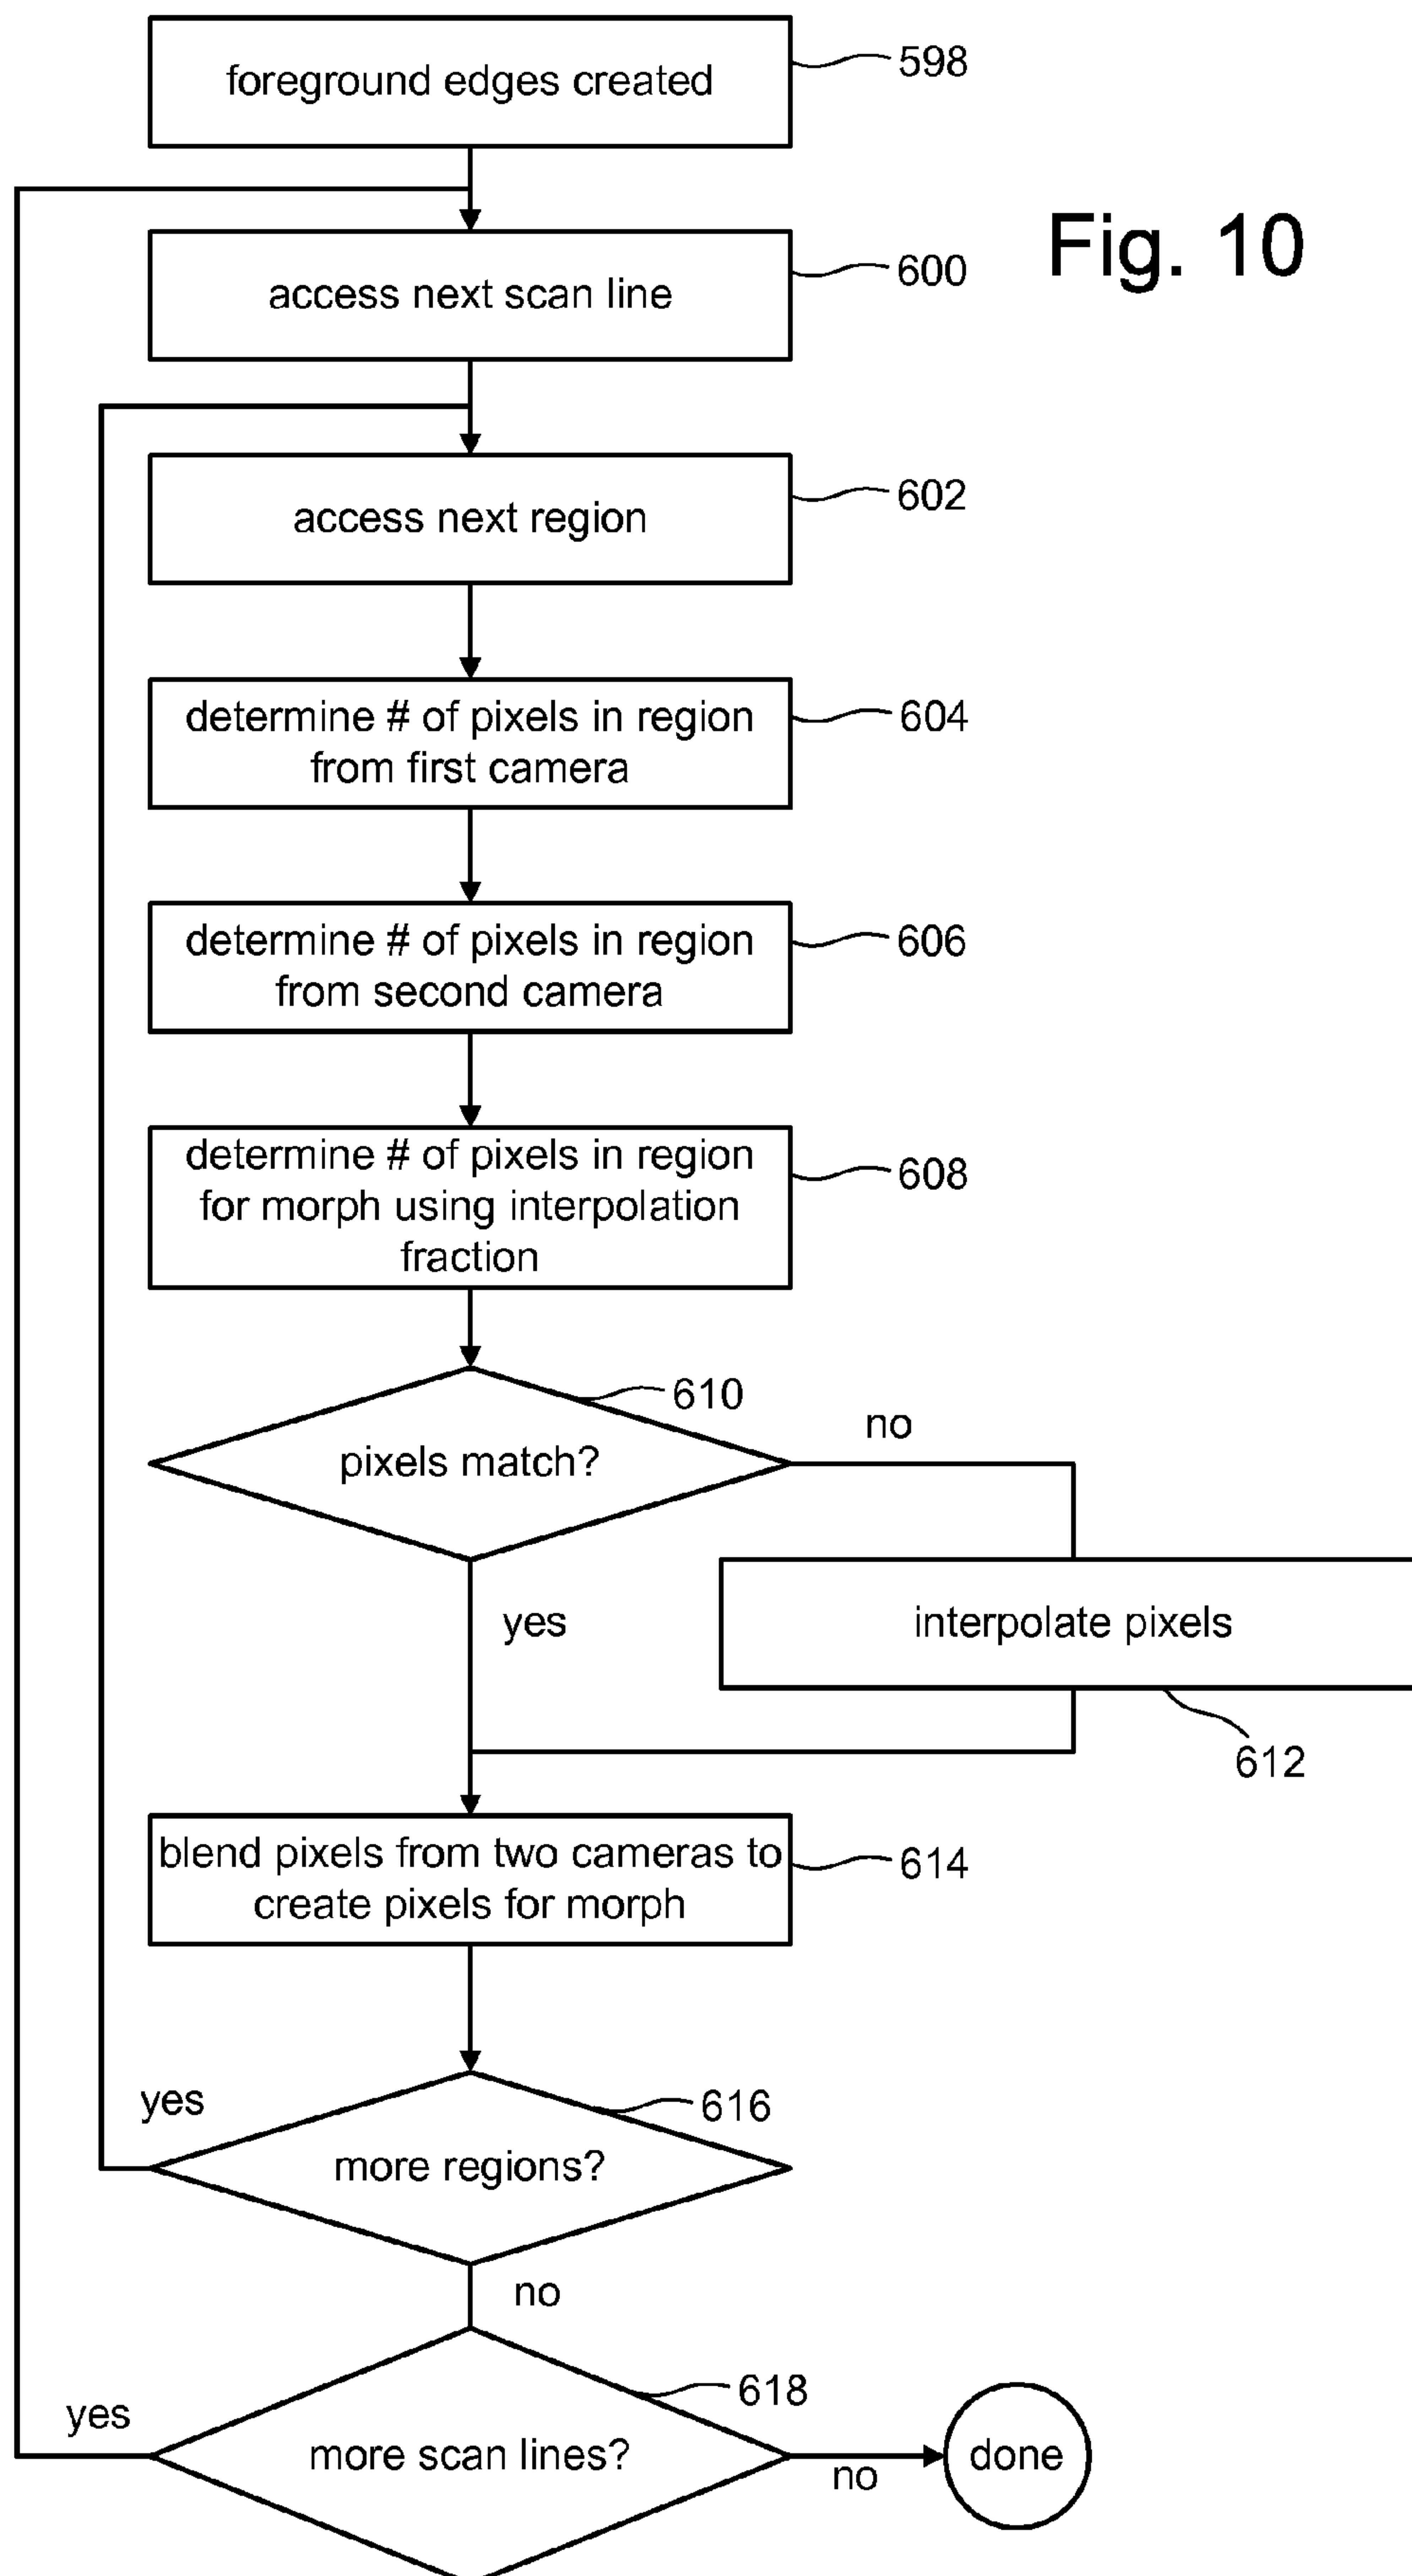 foreground edges created
598
Fig. 10
access next scan line
600
access next region
602
determine # of pixels in region
from first camera
604
determine # of pixels in region
from second camera
606
determine # of pixels in region
for morph using interpolation
fraction
608
610
no
pixels match?
yes
interpolate pixels
612
blend pixels from two cameras to
create pixels for morph
614
yes
616
more regions?
no
618
yes
more scan lines?
no
done